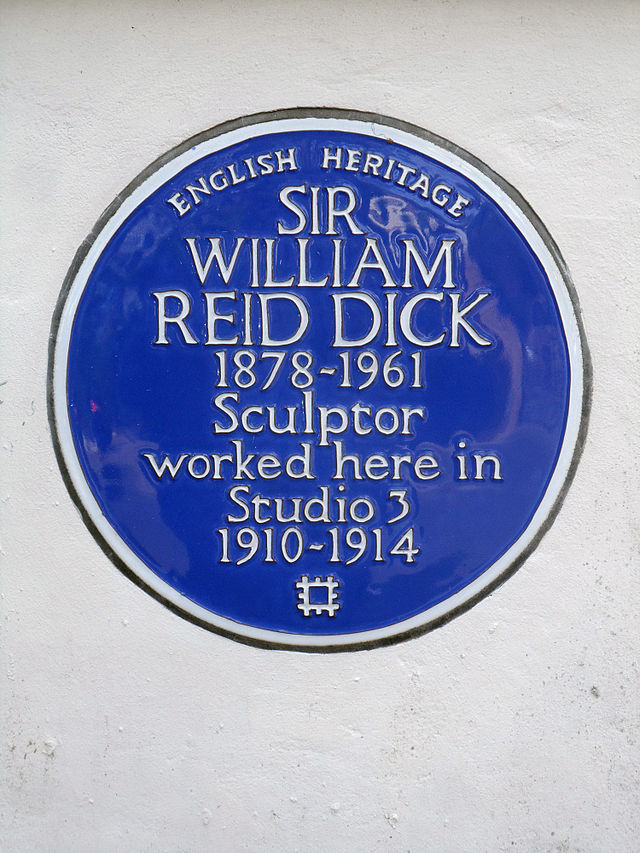 ENGLISH HERITAGE
SIR
WILLIAM
REID DICK
1878-1961
Sculptor
worked here in
Studio 3
1910-1914